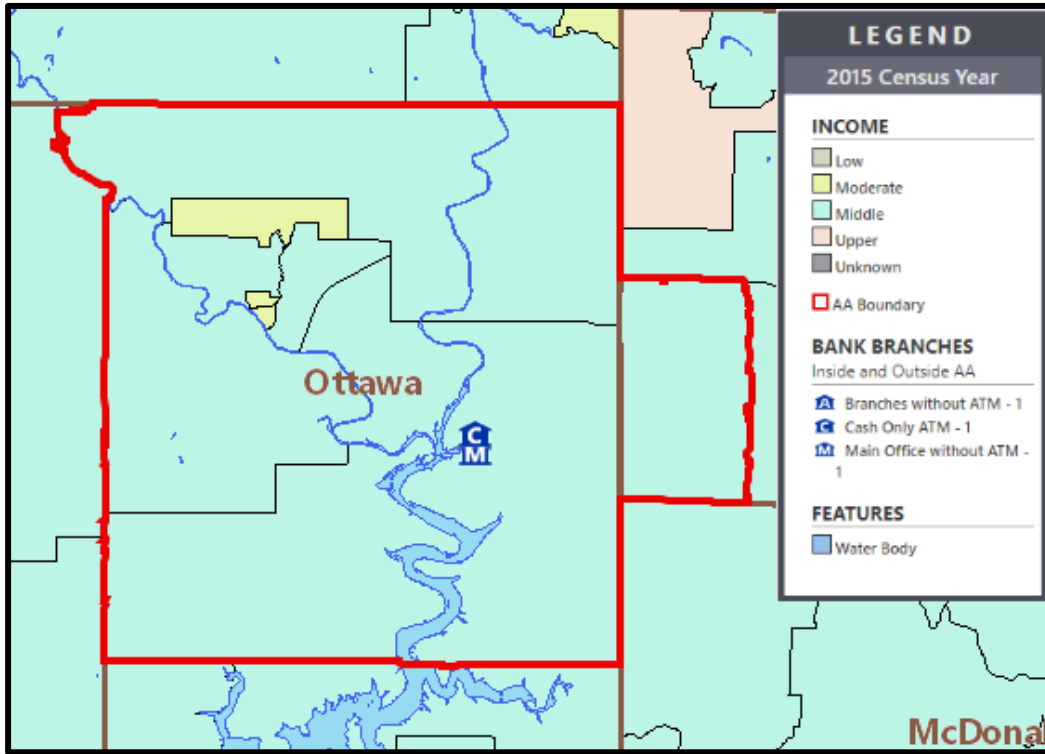 LEGEND
2015 Census Year
INCOME
Low
Moderate
Middle
Upper
Unknown
AA Boundary
BANK BRANCHES
Inside and Outside AA
A Branches without ATM - 1
C Cash Only ATM - 1
M Main Office without ATM -
1
FEATURES
Water Body
Ottawa
C
M
McDona